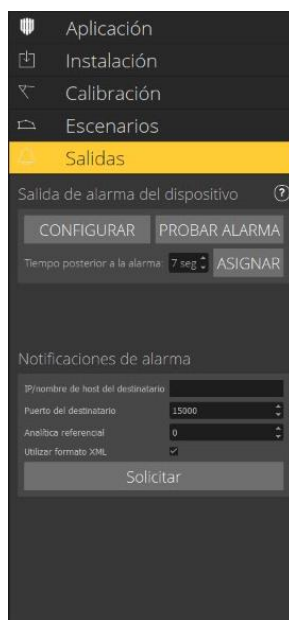 Aplicación
Instalación
Calibración
Escenarios
Salidas
Salida de alarma del dispositivo ?
CONFIGURAR PROBAR ALARMA
Tiempo posterior a la alarma: 7 seg ASIGNAR
Notificaciones de alarma
IP/nombre de host del destinatario
Puerto del destinatario 15000
Analítica referencial 0
Utilizar formato XML
Solicitar